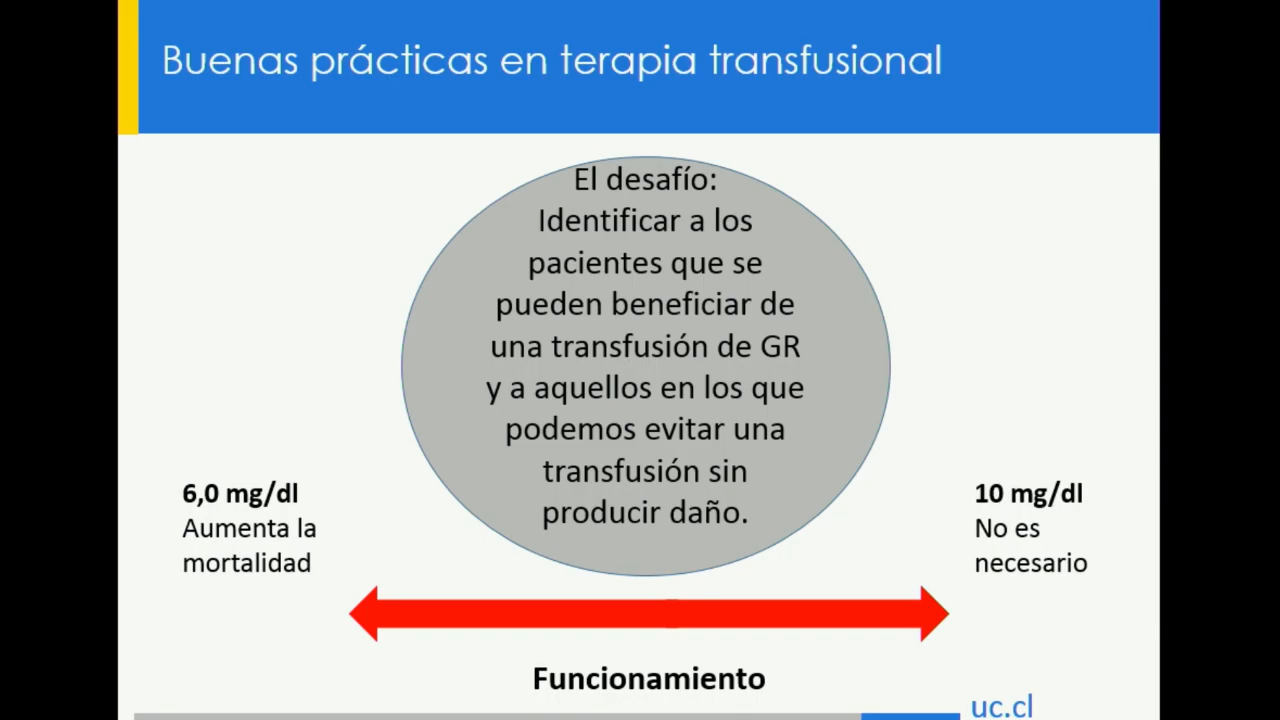 Buenas prácticas en terapia transfusional
El desafío:
Identificar a los
pacientes que se
pueden beneficiar de
una transfusión de GR
y a aquellos en los que
podemos evitar una
transfusión sin
producir daño.
6,0 mg/dl
Aumenta la
mortalidad
10 mg/dl
No es
necesario
Funcionamiento
uc.cl